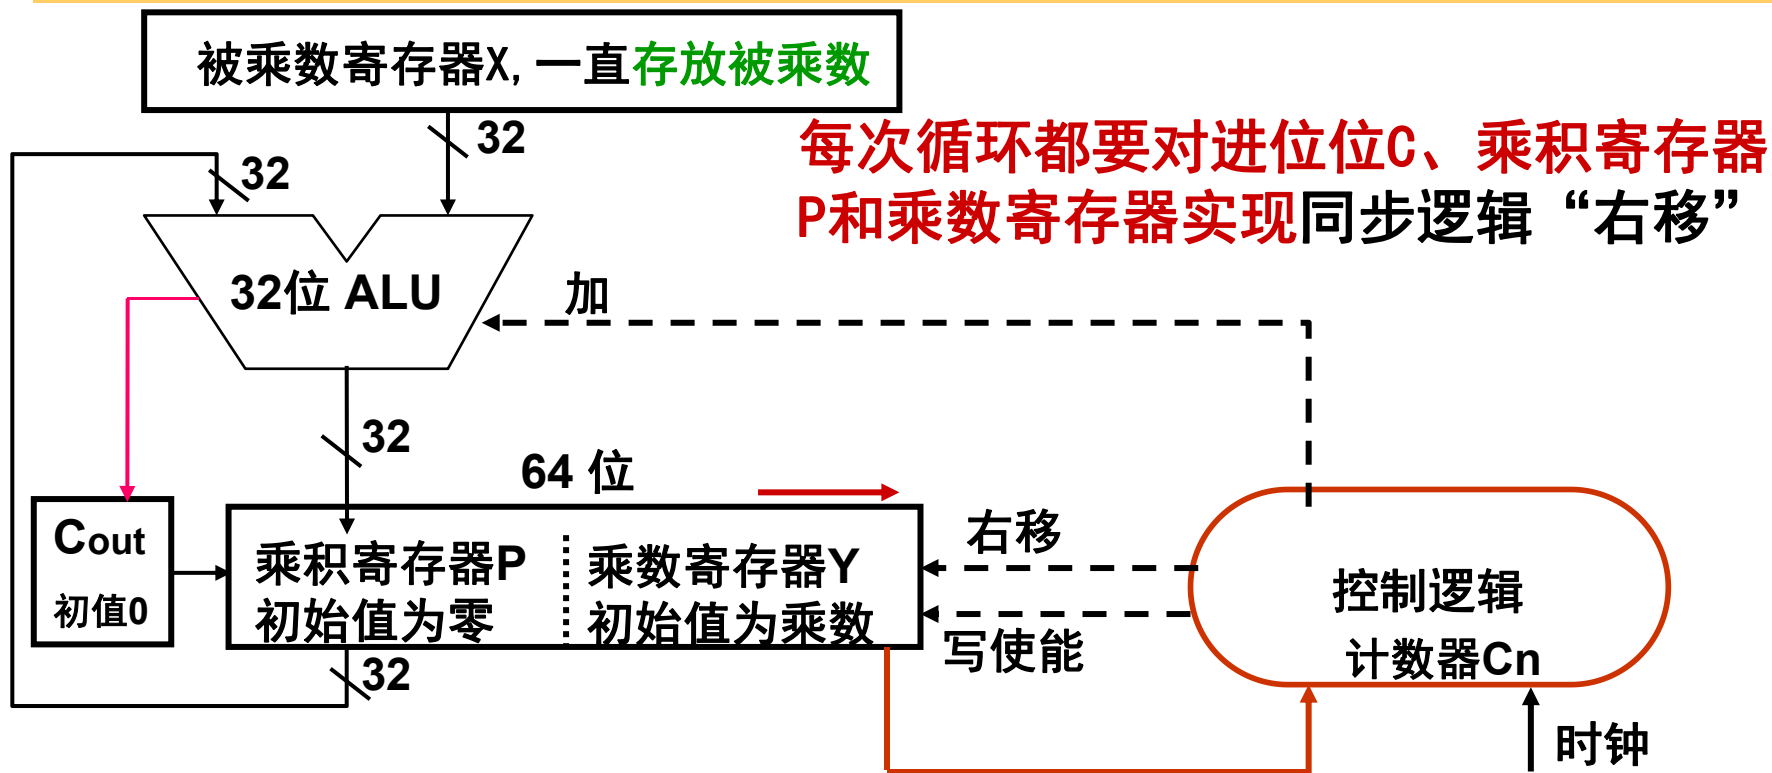 被乘数寄存器X, 一直存放被乘数
32
每次循环都要对进位位C、乘积寄存器
P和乘数寄存器实现同步逻辑“右移”
32
32位 ALU
加
32
64 位
Cout
初值0
乘积寄存器P
初始值为零
乘数寄存器Y
初始值为乘数
右移
写使能
控制逻辑
计数器Cn
32
时钟